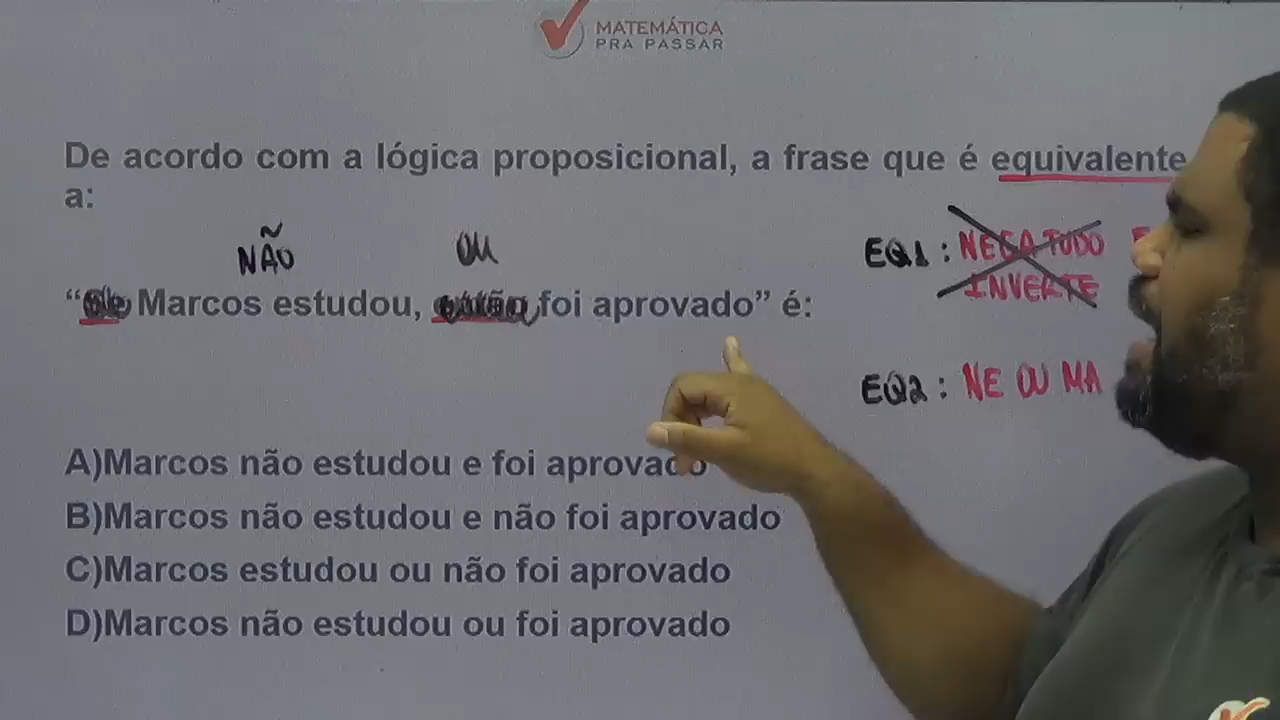 MATEMÁTICA
PRA PASSAR
De acordo com a lógica proposicional, a frase que é equivalente
a:
NÃO OU
EQ1 : NEGA TUDO
INVERTE
“Se Marcos estudou, então foi aprovado” é:
EQ2 : NE OU MA
A)Marcos não estudou e foi aprovado
B)Marcos não estudou e não foi aprovado
C)Marcos estudou ou não foi aprovado
D)Marcos não estudou ou foi aprovado